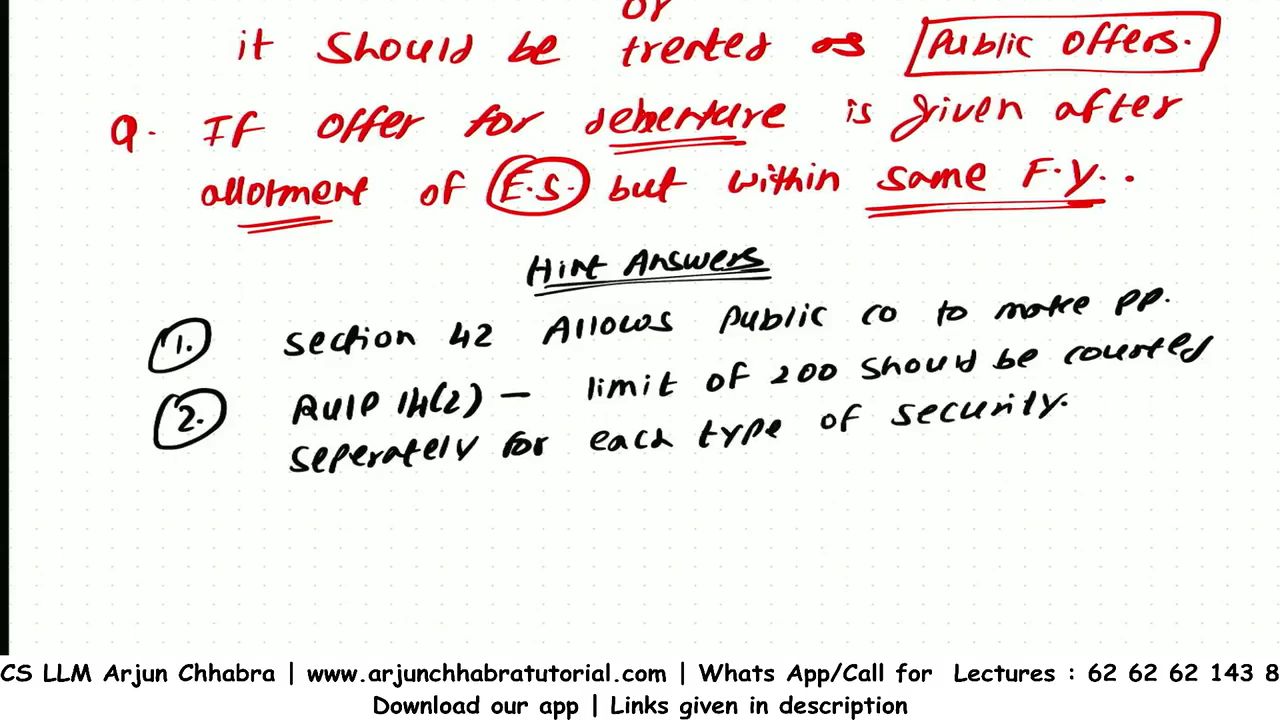 or
it should be treated as Public offers.
Q. If offer for debenture is given after
allotment of E.S. but within same F.Y..
Hint Answers
1. section 42 Allows public co to make pp.
2. Rule 14(2) – limit of 200 should be counted
seperately for each type of security.
CS LLM Arjun Chhabra | www.arjunchhabratutorial.com | Whats App/Call for Lectures : 62 62 62 143 8
Download our app | Links given in description